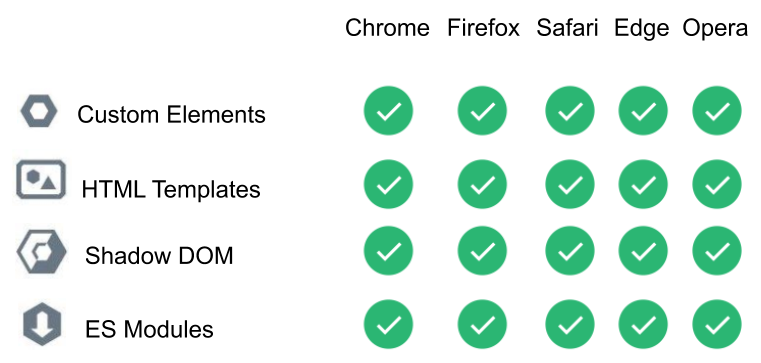 Chrome Firefox Safari Edge Opera
Custom Elements
HTML Templates
Shadow DOM
ES Modules